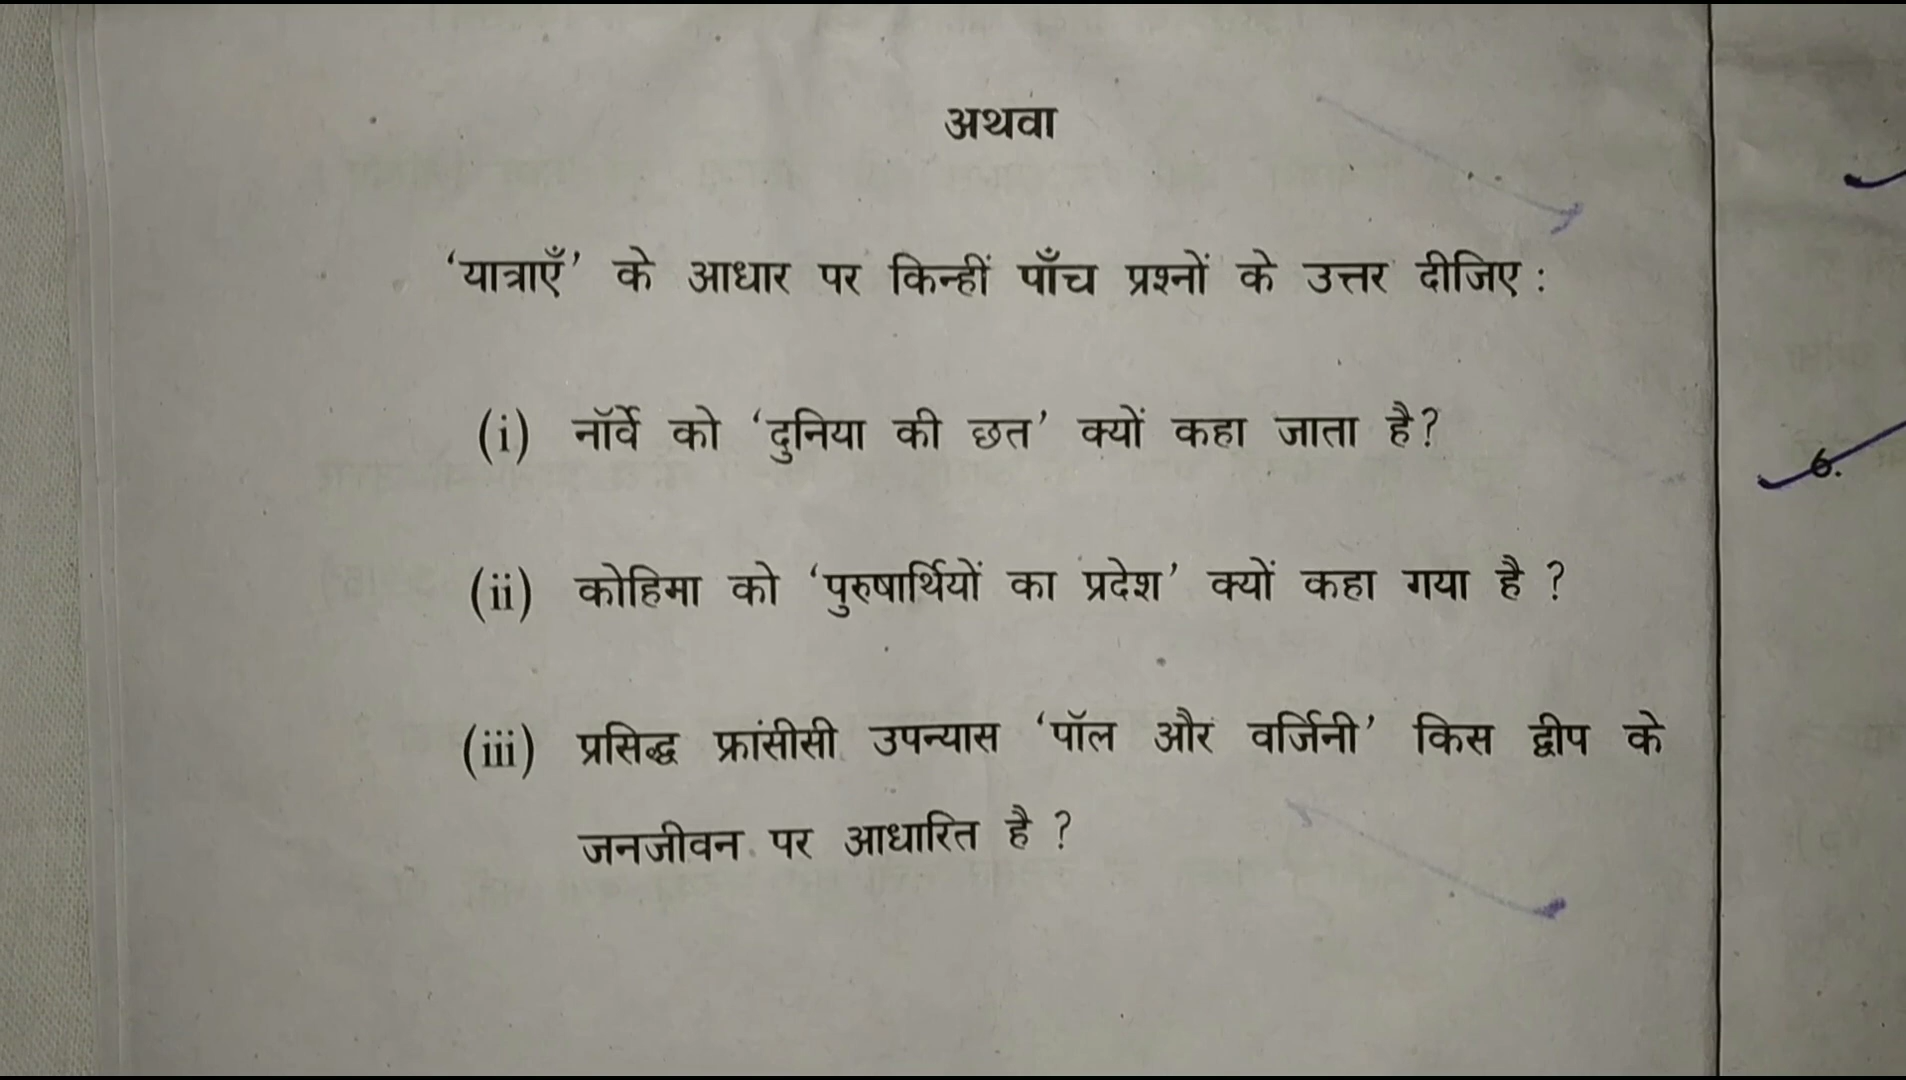 अथवा
‘यात्राएँ’ के आधार पर किन्हीं पाँच प्रश्नों के उत्तर दीजिए :
(i) नॉर्वे को ‘दुनिया की छत’ क्यों कहा जाता है?
(ii) कोहिमा को ‘पुरुषार्थियों का प्रदेश’ क्यों कहा गया है ?
6.
(iii) प्रसिद्ध फ्रांसीसी उपन्यास ‘पॉल और वर्जिनी’ किस द्वीप के
जनजीवन पर आधारित है ?